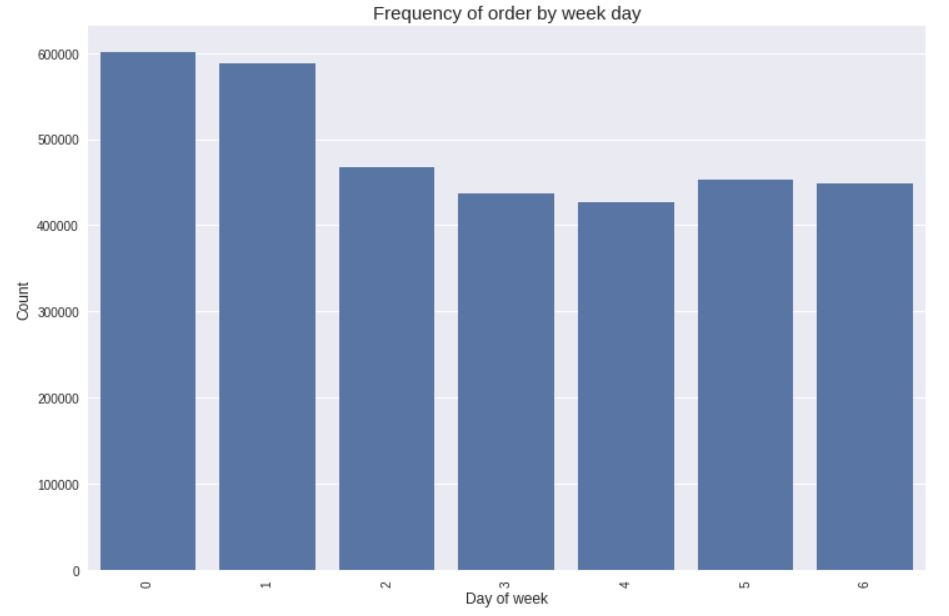 Frequency of order by week day
600000
500000
400000
300000
200000
100000
0
Count
0 1 2 3 4 5 6
Day of week